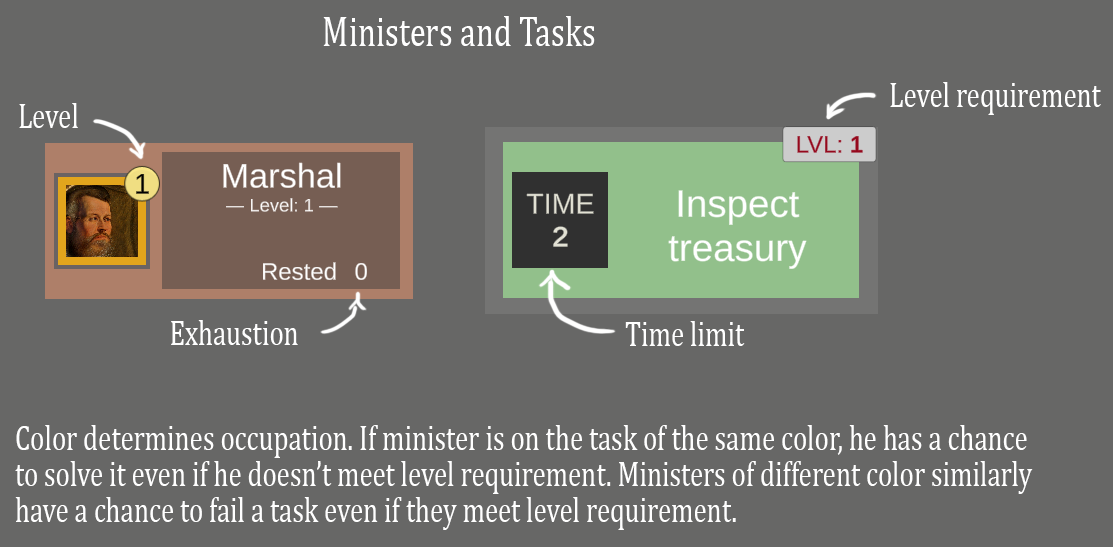 Ministers and Tasks
Level
Level requirement
1
Marshal
— Level: 1 —
Rested 0
Exhaustion
LVL: 1
TIME
2
Inspect
treasury
Time limit
Color determines occupation. If minister is on the task of the same color, he has a chance
to solve it even if he doesn’t meet level requirement. Ministers of different color similarly
have a chance to fail a task even if they meet level requirement.